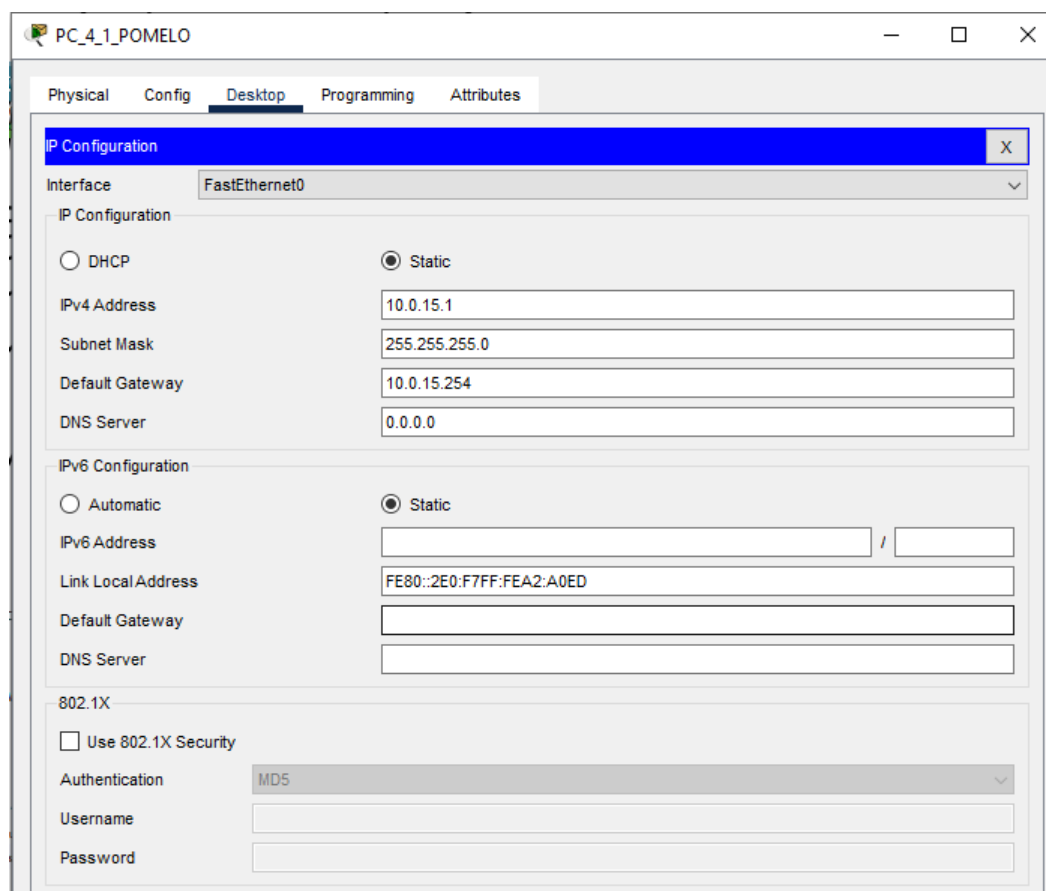 PC_4_1_POMELO
Physical Config Desktop Programming Attributes
IP Configuration X
Interface FastEthernet0
IP Configuration
DHCP Static
IPv4 Address 10.0.15.1
Subnet Mask 255.255.255.0
Default Gateway 10.0.15.254
DNS Server 0.0.0.0
IPv6 Configuration
Automatic Static
IPv6 Address /
Link Local Address FE80::2E0:F7FF:FEA2:A0ED
Default Gateway
DNS Server
802.1X
Use 802.1X Security
Authentication MD5
Username
Password